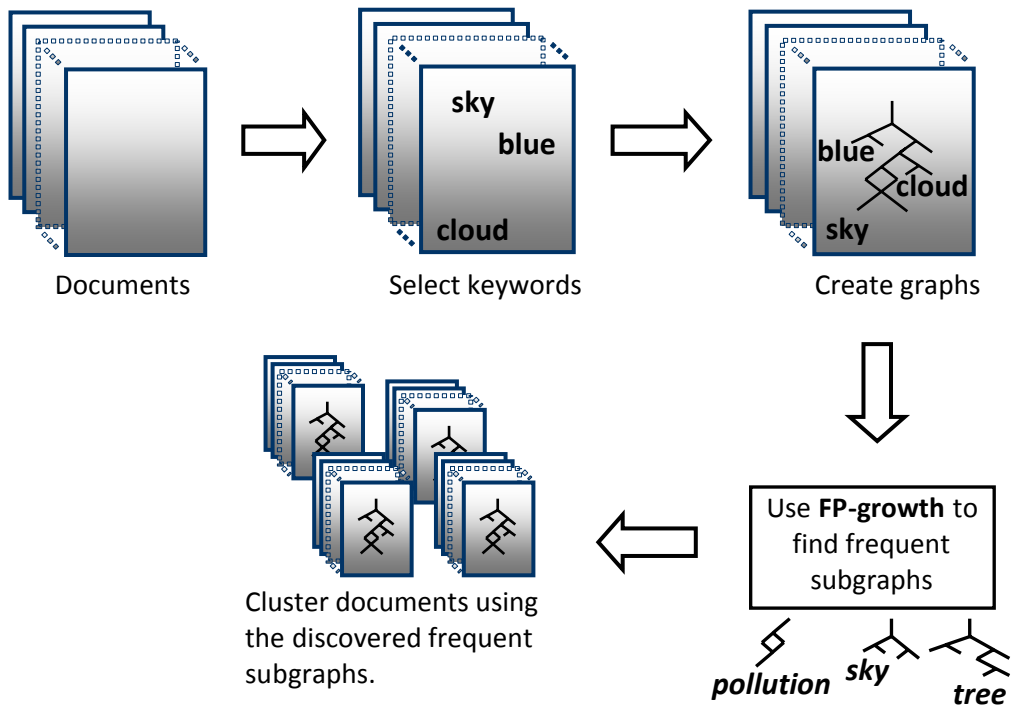 sky
blue
cloud
blue
cloud
sky
Documents
Select keywords
Create graphs
Use FP-growth to
find frequent
subgraphs
Cluster documents using
the discovered frequent
subgraphs.
pollution
sky
tree